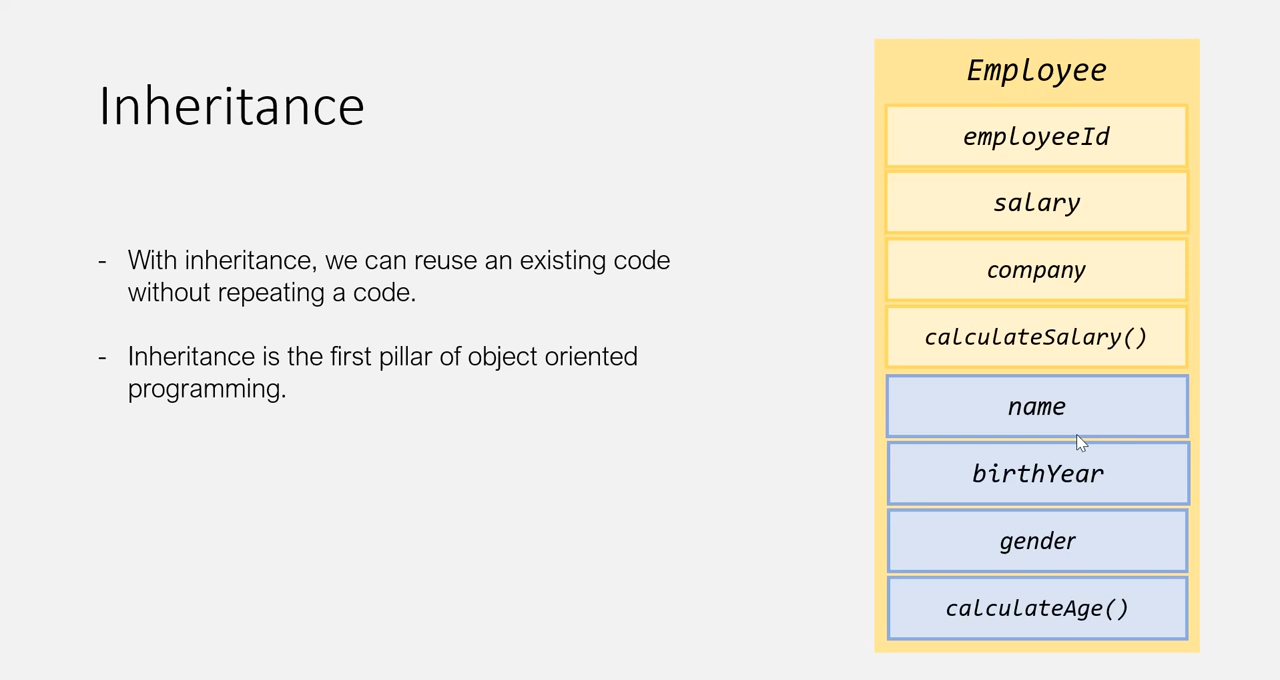 Inheritance
- With inheritance, we can reuse an existing code
without repeating a code.
- Inheritance is the first pillar of object oriented
programming.
Employee
employeeId
salary
company
calculateSalary()
name
birthYear
gender
calculateAge()